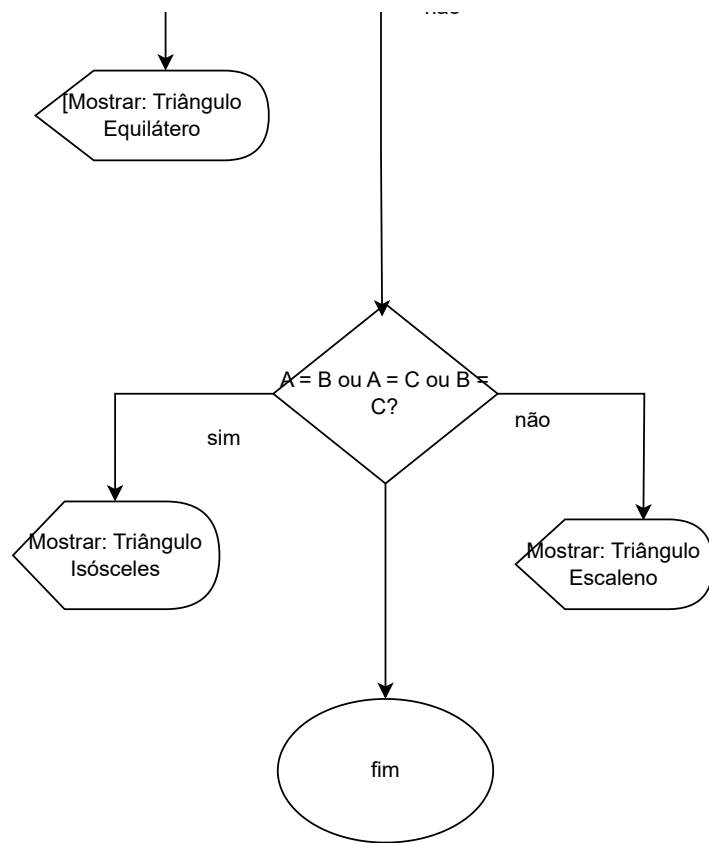 [Mostrar: Triângulo
Equilátero
A = B ou A = C ou B =
C?
sim
não
Mostrar: Triângulo
Isósceles
Mostrar: Triângulo
Escaleno
fim